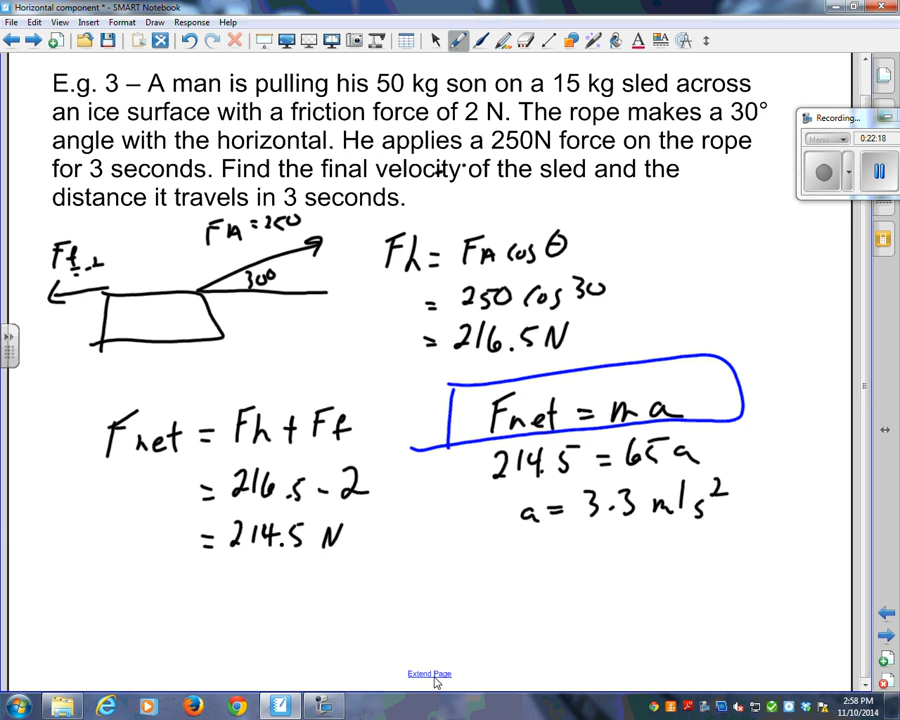 Horizontal component * - SMART Notebook
File Edit View Insert Format Draw Response Help
E.g. 3 – A man is pulling his 50 kg son on a 15 kg sled across
an ice surface with a friction force of 2 N. The rope makes a 30°
angle with the horizontal. He applies a 250N force on the rope
for 3 seconds. Find the final velocity of the sled and the
distance it travels in 3 seconds.
Recording...
Menu
0:22:18
FA = 250
Ff = -2
30°
Fh = FA cos θ
= 250 cos 30
= 216.5 N
Fnet = Fh + Ff
= 216.5 - 2
= 214.5 N
Fnet = ma
214.5 = 65 a
a = 3.3 m/s²
Extend Page
2:58 PM
11/10/2014